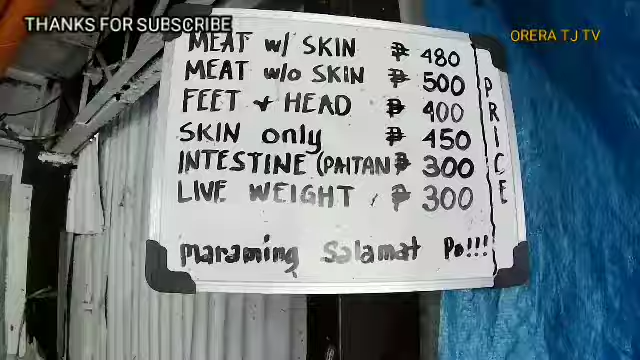 THANKS FOR SUBSCRIBE
ORERA TJ TV
MEAT w/ SKIN ₱ 480
MEAT w/o SKIN ₱ 500
FEET & HEAD ₱ 400
SKIN only ₱ 450
INTESTINE (PAITAN ₱ 300
LIVE WEIGHT ₱ 300
PRICE
maraming Salamat Po!!!